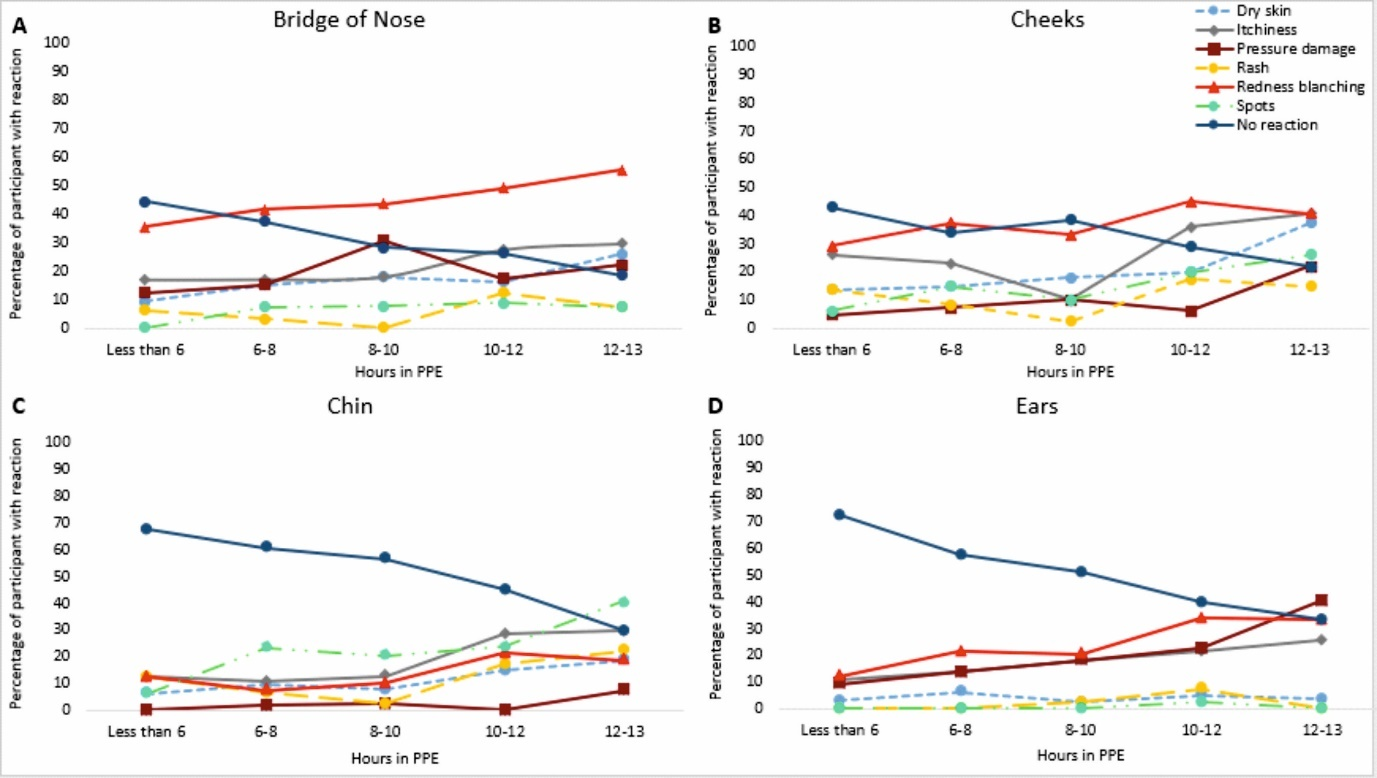 A
Bridge of Nose
Percentage of participant with reaction
100
90
80
70
60
50
40
30
20
10
0
Less than 6
6-8
8-10
10-12
12-13
Hours in PPE
B
Cheeks
Dry skin
Itchiness
Pressure damage
Rash
Redness blanching
Spots
No reaction
Percentage of participant with reaction
100
90
80
70
60
50
40
30
20
10
0
Less than 6
6-8
8-10
10-12
12-13
Hours in PPE
C
Chin
Percentage of participant with reaction
100
90
80
70
60
50
40
30
20
10
0
Less than 6
6-8
8-10
10-12
12-13
Hours in PPE
D
Ears
Percentage of participant with reaction
100
90
80
70
60
50
40
30
20
10
0
Less than 6
6-8
8-10
10-12
12-13
Hours in PPE